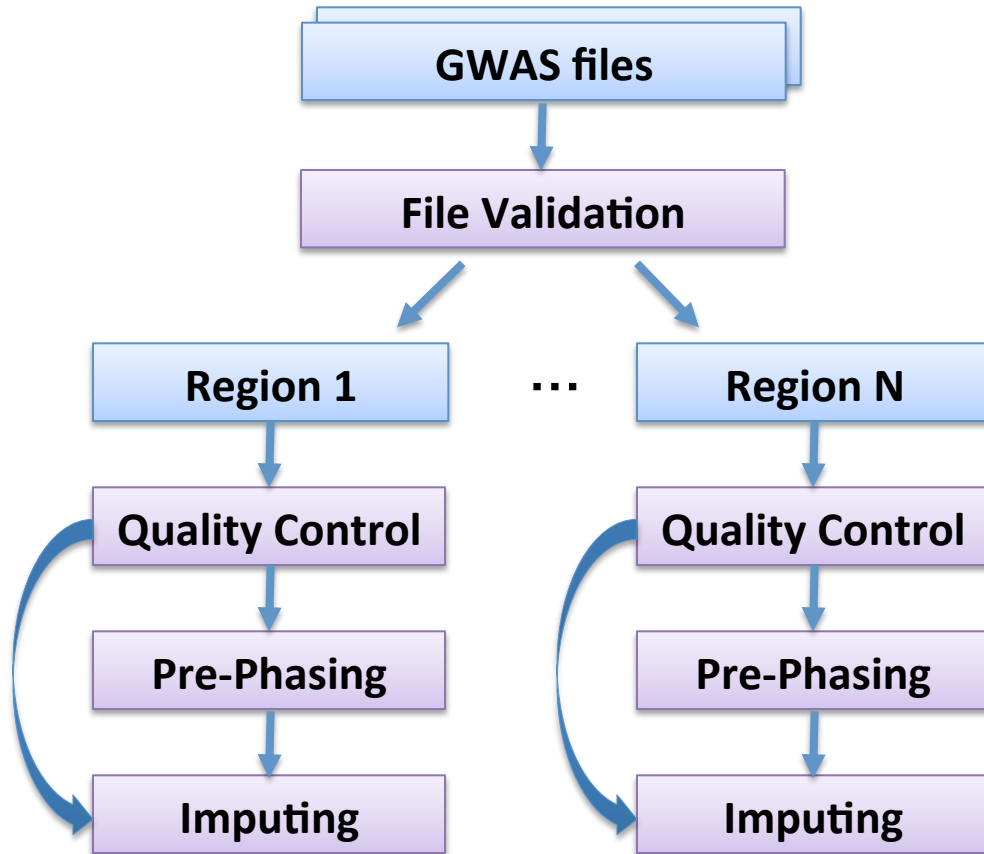 GWAS files
File Validation
Region 1
...
Region N
Quality Control
Quality Control
Pre-Phasing
Pre-Phasing
Imputing
Imputing